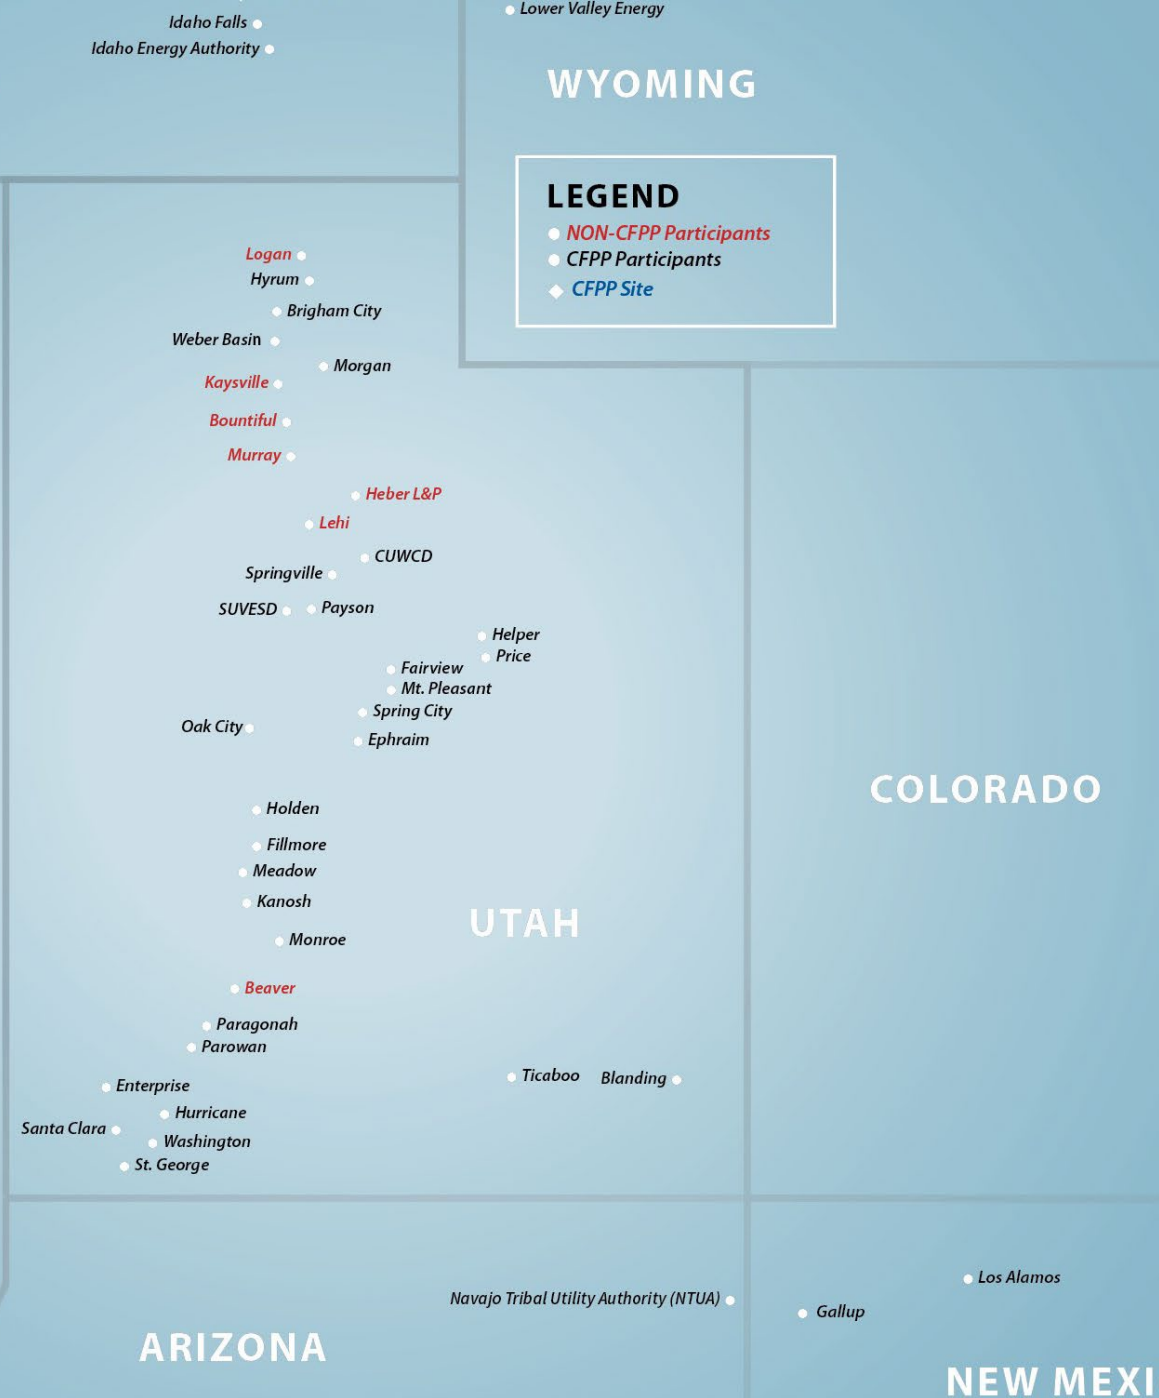 Lower Valley Energy
Idaho Falls
Idaho Energy Authority
WYOMING
LEGEND
NON-CFPP Participants
CFPP Participants
CFPP Site
Logan
Hyrum
Brigham City
Weber Basin
Morgan
Kaysville
Bountiful
Murray
Heber L&P
Lehi
CUWCD
Springville
SUVESD
Payson
Helper
Price
Fairview
Mt. Pleasant
Spring City
Oak City
Ephraim
COLORADO
Holden
Fillmore
Meadow
Kanosh
UTAH
Monroe
Beaver
Paragonah
Parowan
Ticaboo
Blanding
Enterprise
Hurricane
Santa Clara
Washington
St. George
Los Alamos
Navajo Tribal Utility Authority (NTUA)
Gallup
ARIZONA
NEW MEXI